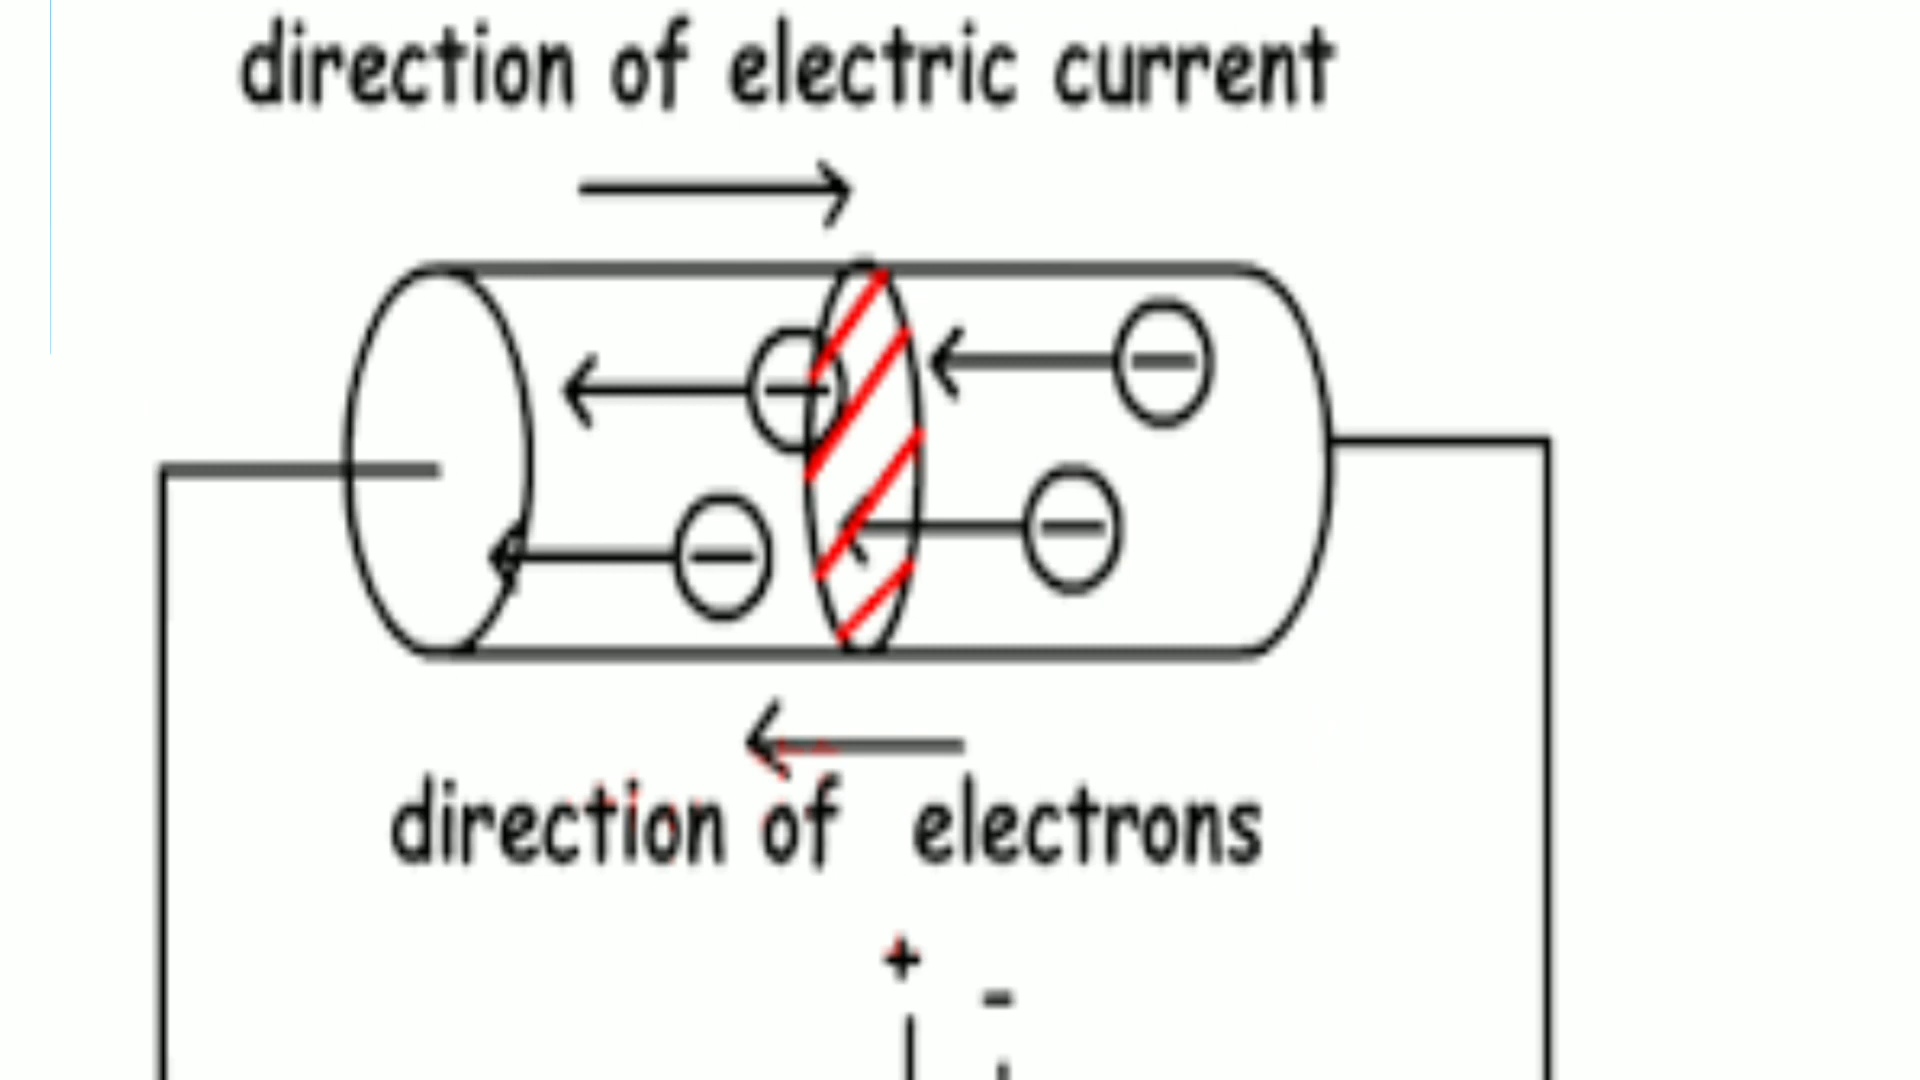 direction of electric current
direction of electrons
+
-